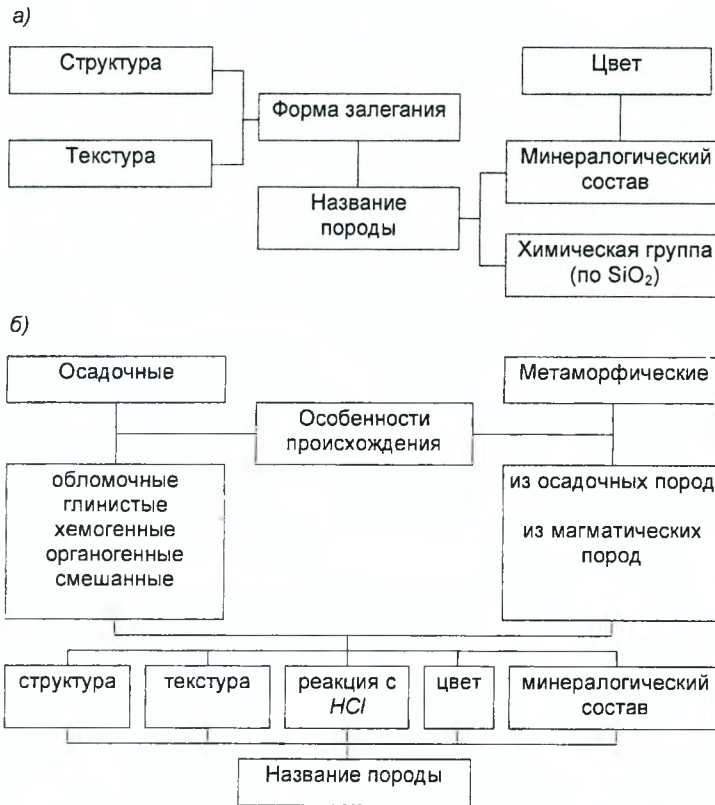 а)
Структура
Текстура
Форма залегания
Название
породы
Цвет
Минералогический
состав
Химическая группа
(по SiO₂)
б)
Осадочные
Особенности
происхождения
Метаморфические
обломочные
глинистые
хемогенные
органогенные
смешанные
из осадочных пород
из магматических
пород
структура
текстура
реакция с
HCl
цвет
минералогический
состав
Название породы